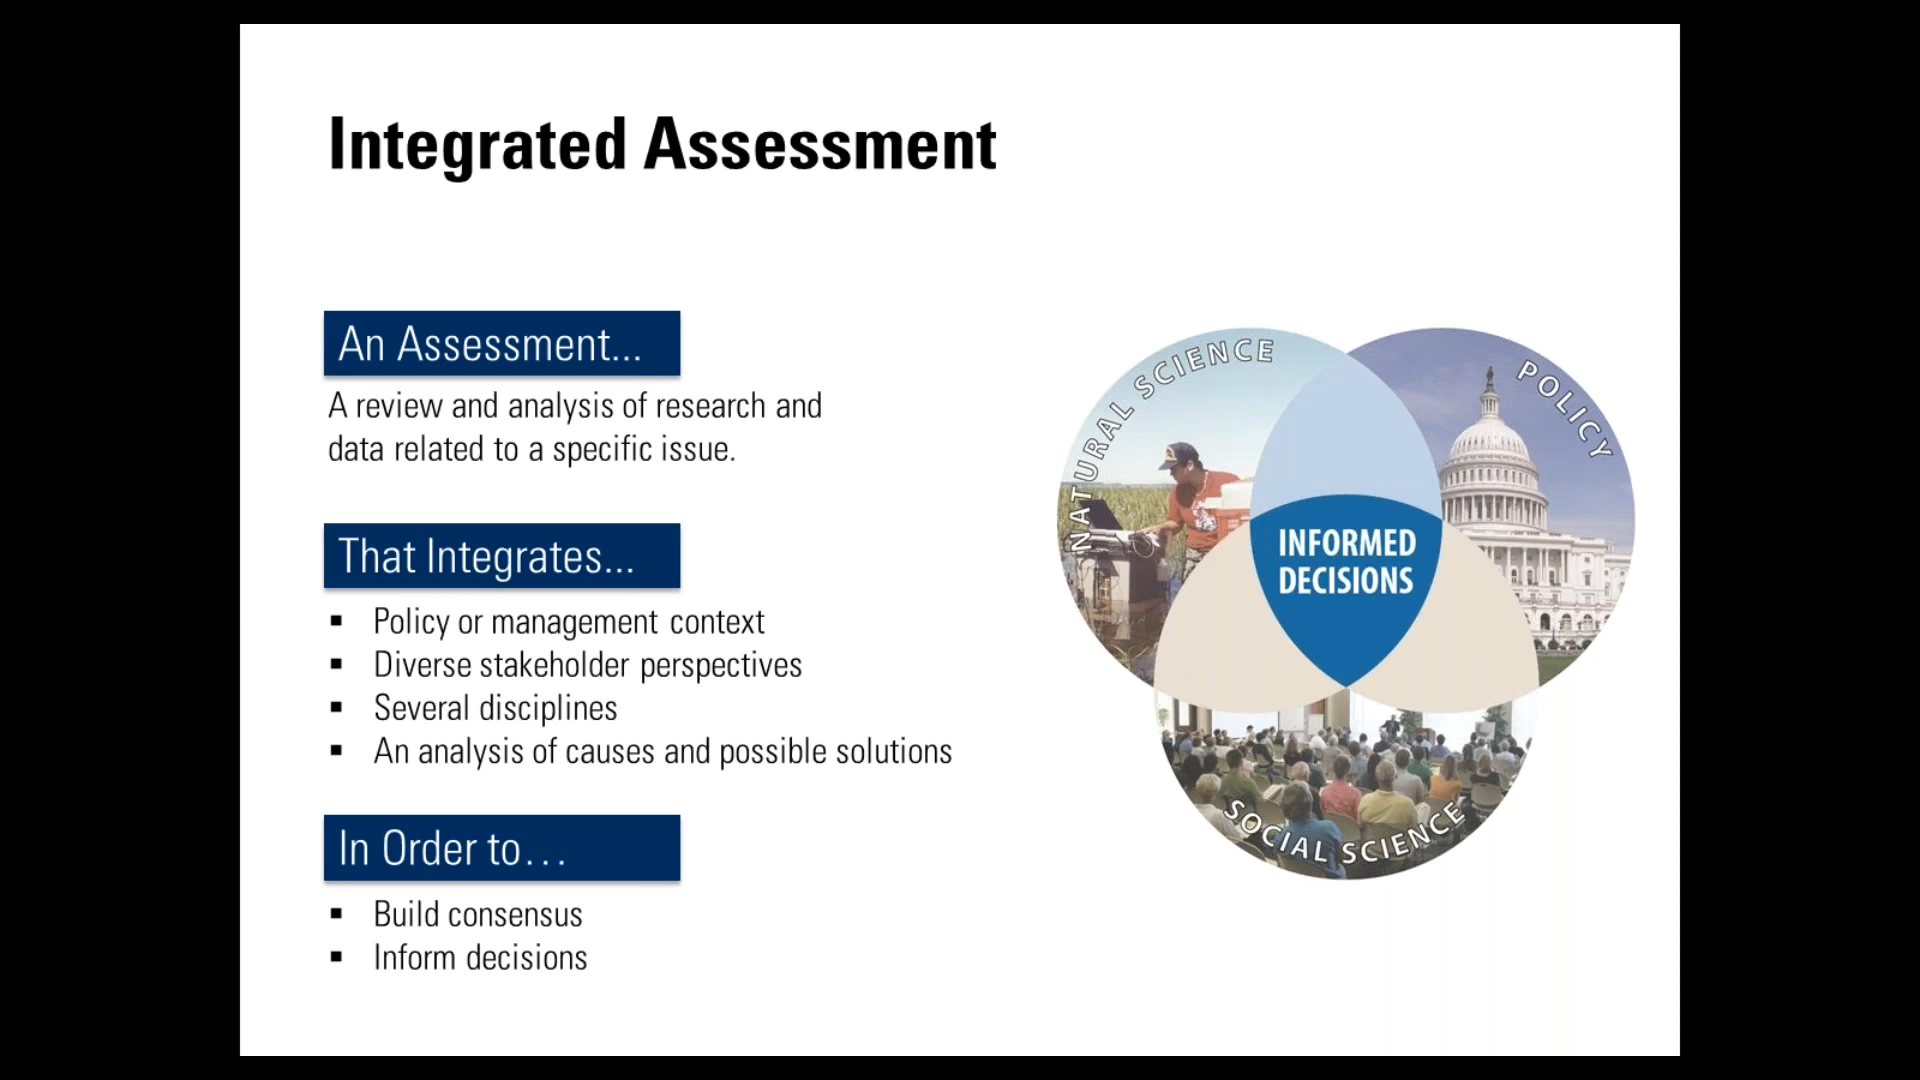 Integrated Assessment
An Assessment...
A review and analysis of research and
data related to a specific issue.
That Integrates...
▪ Policy or management context
▪ Diverse stakeholder perspectives
▪ Several disciplines
▪ An analysis of causes and possible solutions
In Order to...
▪ Build consensus
▪ Inform decisions
NATURAL SCIENCE
POLICY
INFORMED
DECISIONS
SOCIAL SCIENCE